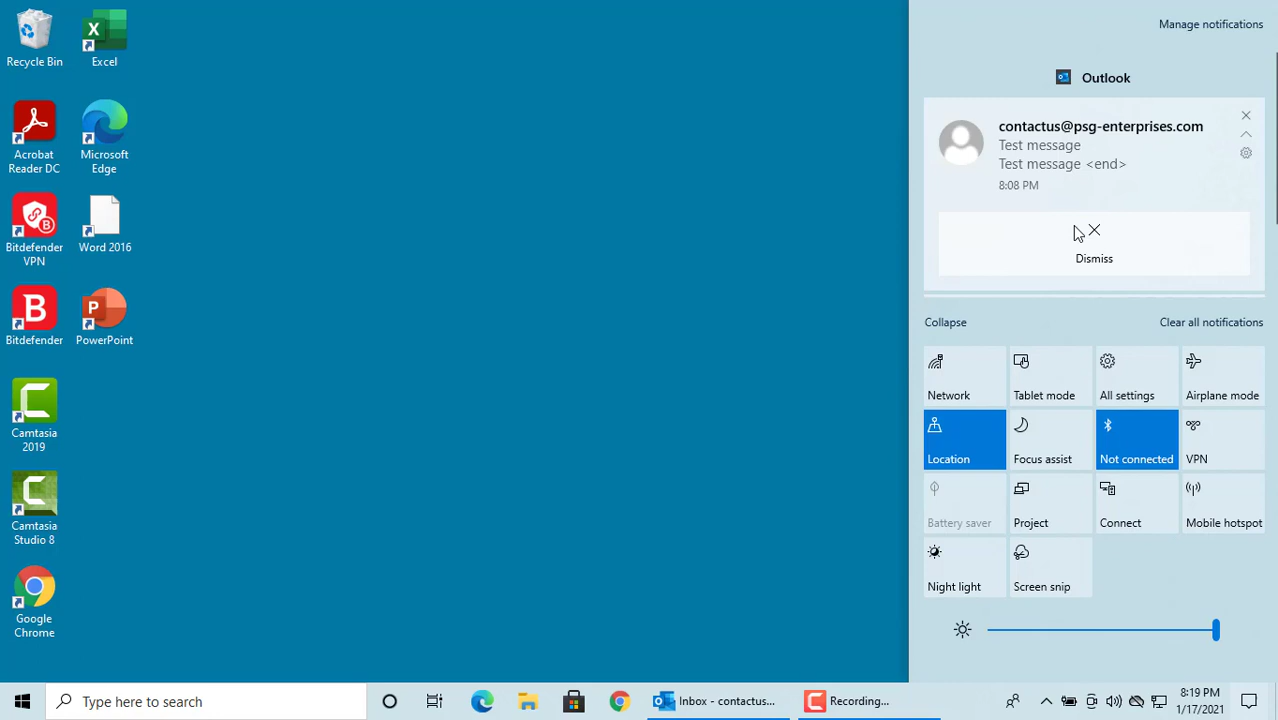 Recycle Bin
Excel
Acrobat
Reader DC
Microsoft
Edge
Bitdefender
VPN
Word 2016
Bitdefender
PowerPoint
Camtasia
2019
Camtasia
Studio 8
Google
Chrome
Manage notifications
Outlook
contactus@psg-enterprises.com
Test message
Test message <end>
8:08 PM
Dismiss
Collapse
Clear all notifications
Network
Tablet mode
All settings
Airplane mode
Location
Focus assist
Not connected
VPN
Battery saver
Project
Connect
Mobile hotspot
Night light
Screen snip
Type here to search
Inbox - contactus...
Recording...
8:19 PM
1/17/2021